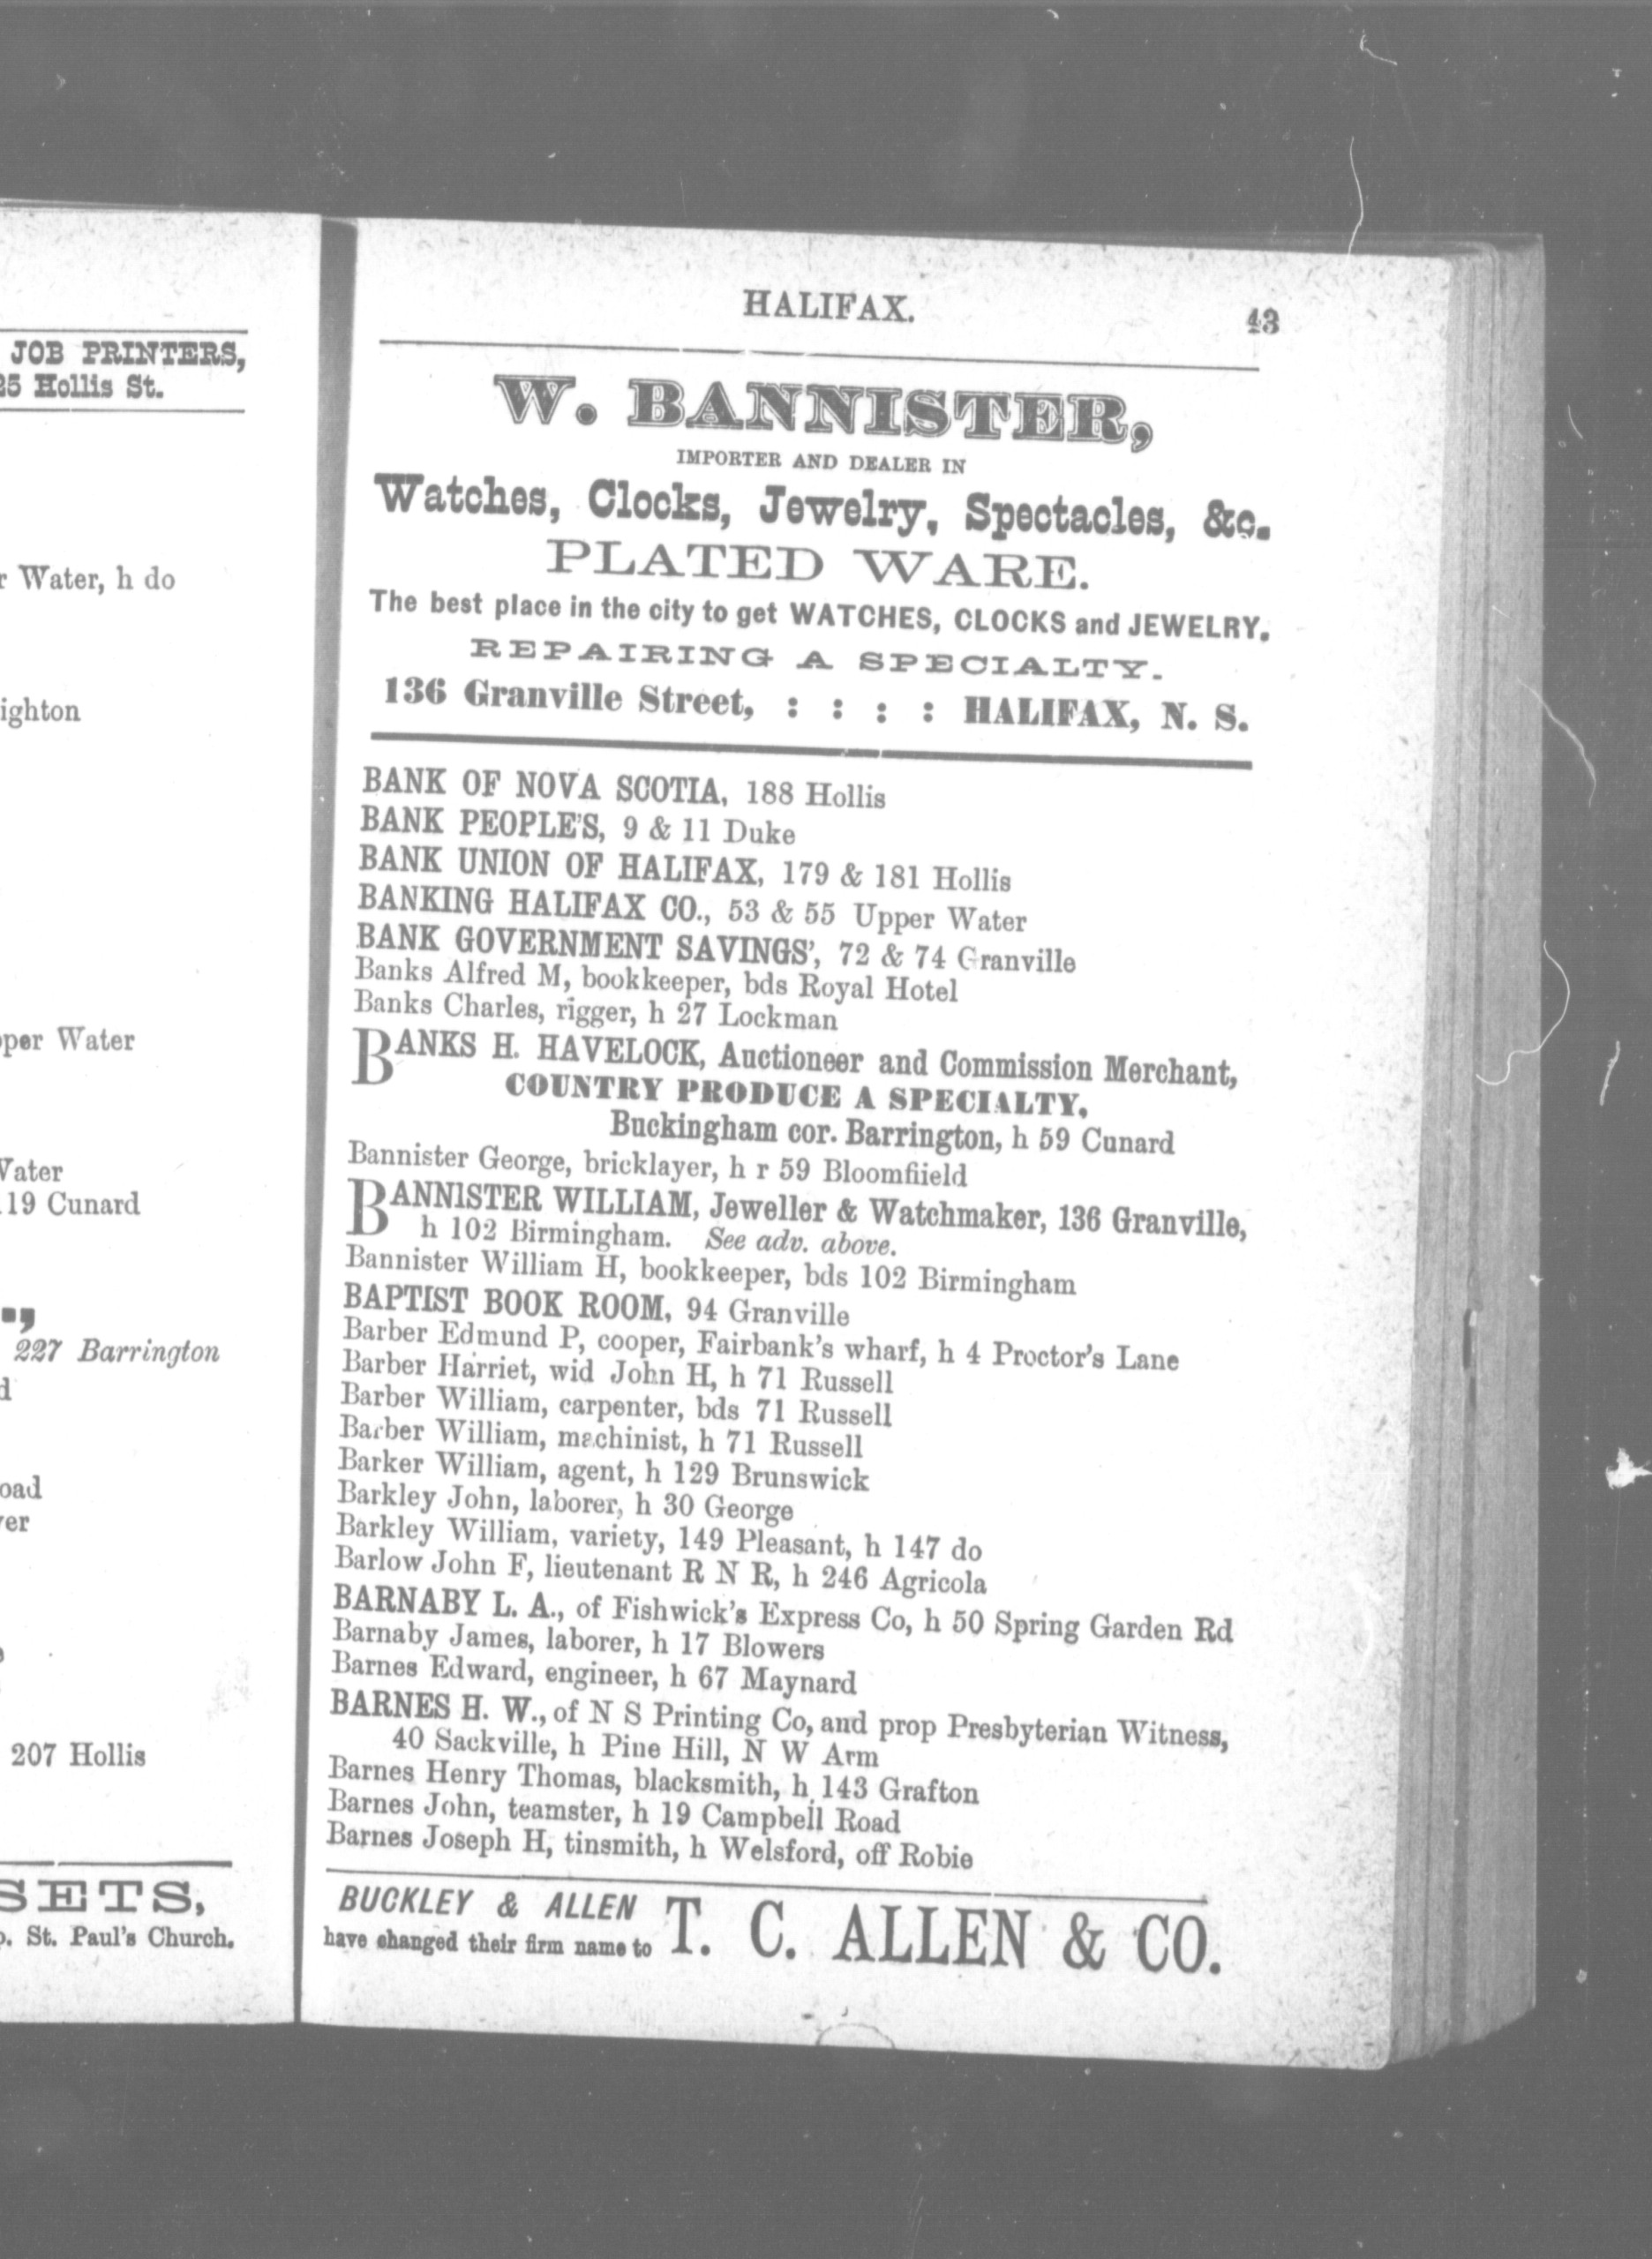 JOB PRINTERS,
25 Hollis St.
Water, h do
ighton
Water
19 Cunard
227 Barrington
207 Hollis
SETS,
St. Paul's Church.
HALIFAX. 43
W. BANNISTER,
IMPORTER AND DEALER IN
Watches, Clocks, Jewelry, Spectacles, &c.
PLATED WARE.
The best place in the city to get WATCHES, CLOCKS and JEWELRY.
REPAIRING A SPECIALTY.
136 Granville Street, : : : : HALIFAX, N. S.
BANK OF NOVA SCOTIA, 188 Hollis
BANK PEOPLE'S, 9 & 11 Duke
BANK UNION OF HALIFAX, 179 & 181 Hollis
BANKING HALIFAX CO., 53 & 55 Upper Water
BANK GOVERNMENT SAVINGS', 72 & 74 Granville
Banks Alfred M, bookkeeper, bds Royal Hotel
Banks Charles, rigger, h 27 Lockman
BANKS H. HAVELOCK, Auctioneer and Commission Merchant,
COUNTRY PRODUCE A SPECIALTY.
Buckingham cor. Barrington, h 59 Cunard
Bannister George, bricklayer, h r 59 Bloomfiield
BANNISTER WILLIAM, Jeweller & Watchmaker, 136 Granville,
h 102 Birmingham. See adv. above.
Bannister William H, bookkeeper, bds 102 Birmingham
BAPTIST BOOK ROOM, 94 Granville
Barber Edmund P, cooper, Fairbank's wharf, h 4 Proctor's Lane
Barber Harriet, wid John H, h 71 Russell
Barber William, carpenter, bds 71 Russell
Barber William, machinist, h 71 Russell
Barker William, agent, h 129 Brunswick
Barkley John, laborer, h 30 George
Barkley William, variety, 149 Pleasant, h 147 do
Barlow John F, lieutenant R N R, h 246 Agricola
BARNABY L. A., of Fishwick's Express Co, h 50 Spring Garden Rd
Barnaby James, laborer, h 17 Blowers
Barnes Edward, engineer, h 67 Maynard
BARNES H. W., of N S Printing Co, and prop Presbyterian Witness,
40 Sackville, h Pine Hill, N W Arm
Barnes Henry Thomas, blacksmith, h 143 Grafton
Barnes John, teamster, h 19 Campbell Road
Barnes Joseph H, tinsmith, h Welsford, off Robie
BUCKLEY & ALLEN
have changed their firm name to T. C. ALLEN & CO.